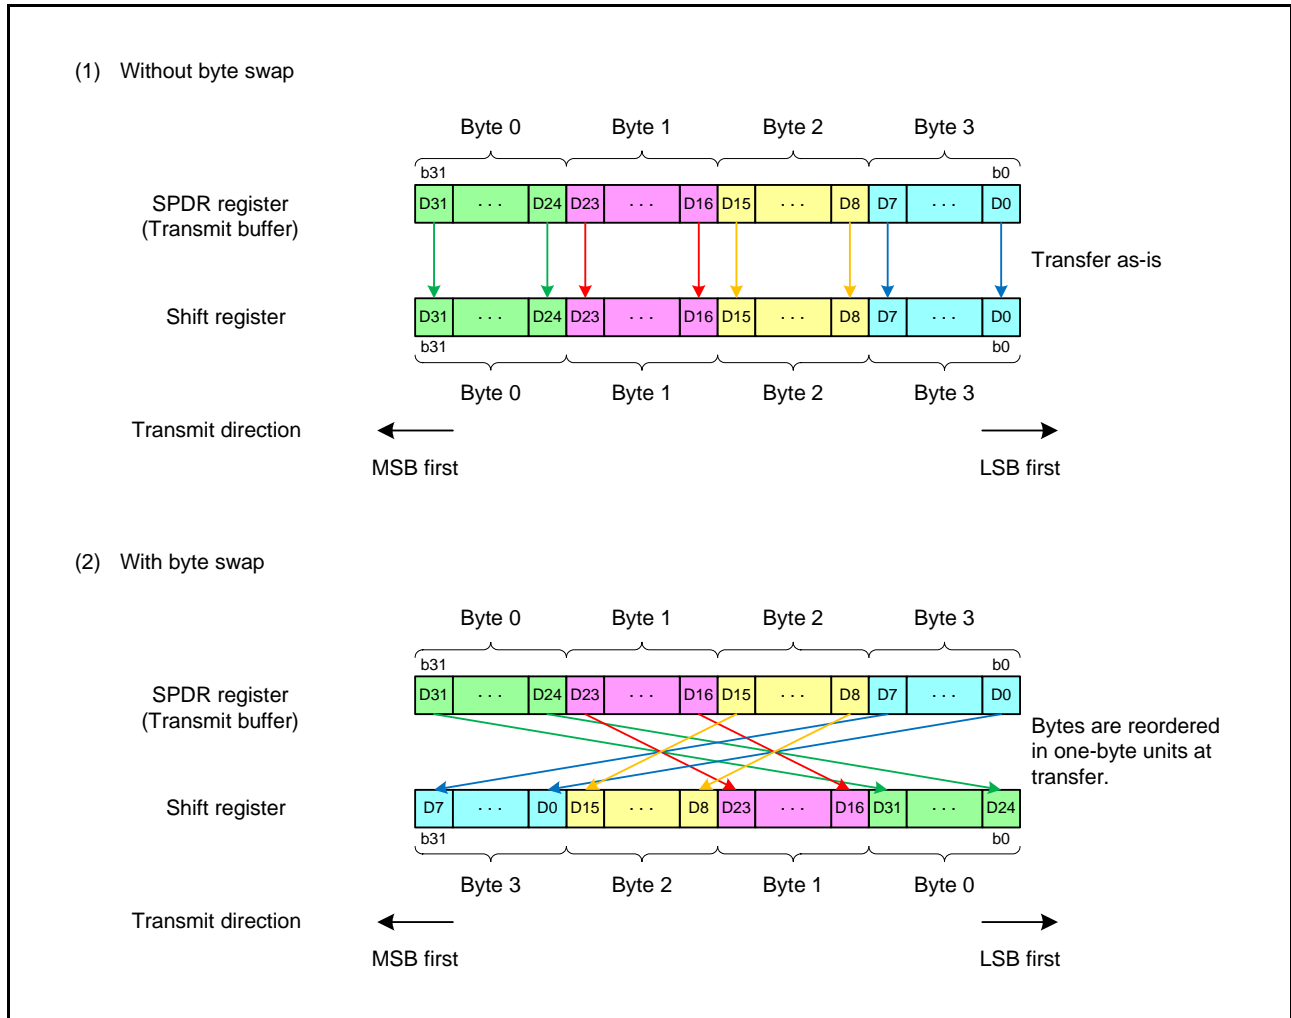 (1) Without byte swap
Byte 0 Byte 1 Byte 2 Byte 3
b31 b0
SPDR register
(Transmit buffer)
D31 ··· D24 D23 ··· D16 D15 ··· D8 D7 ··· D0
Transfer as-is
Shift register
D31 ··· D24 D23 ··· D16 D15 ··· D8 D7 ··· D0
b31 b0
Byte 0 Byte 1 Byte 2 Byte 3
Transmit direction
MSB first LSB first
(2) With byte swap
Byte 0 Byte 1 Byte 2 Byte 3
b31 b0
SPDR register
(Transmit buffer)
D31 ··· D24 D23 ··· D16 D15 ··· D8 D7 ··· D0
Bytes are reordered
in one-byte units at
transfer.
Shift register
D7 ··· D0 D15 ··· D8 D23 ··· D16 D31 ··· D24
b31 b0
Byte 3 Byte 2 Byte 1 Byte 0
Transmit direction
MSB first LSB first